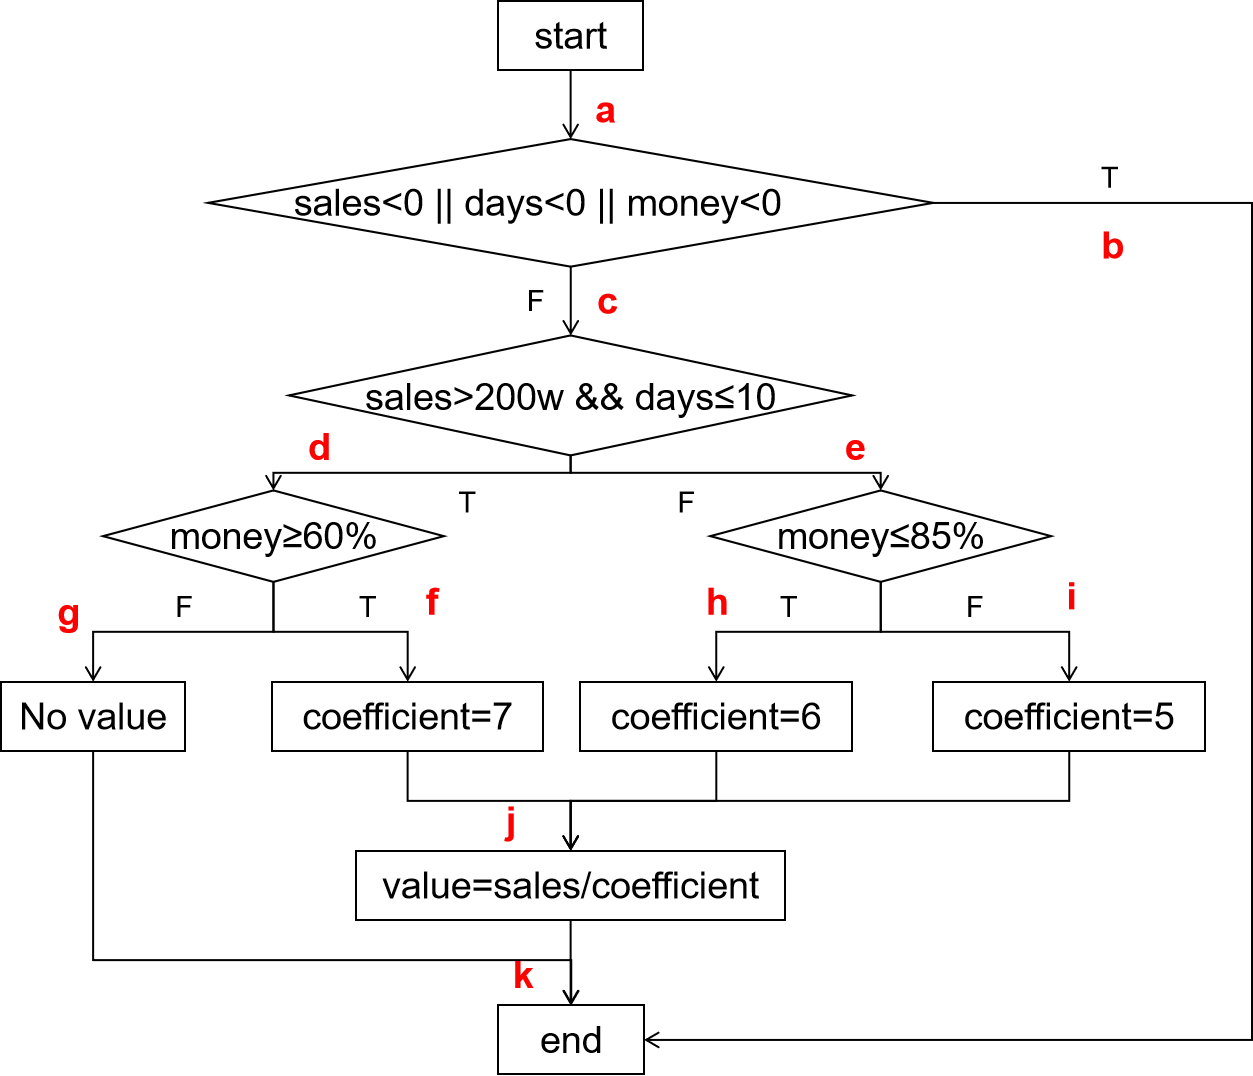 start
a
sales<0 || days<0 || money<0
T
b
F
c
sales>200w && days≤10
d
T
F
e
money≥60%
money≤85%
g
F
T
f
h
T
F
i
No value
coefficient=7
coefficient=6
coefficient=5
j
value=sales/coefficient
k
end